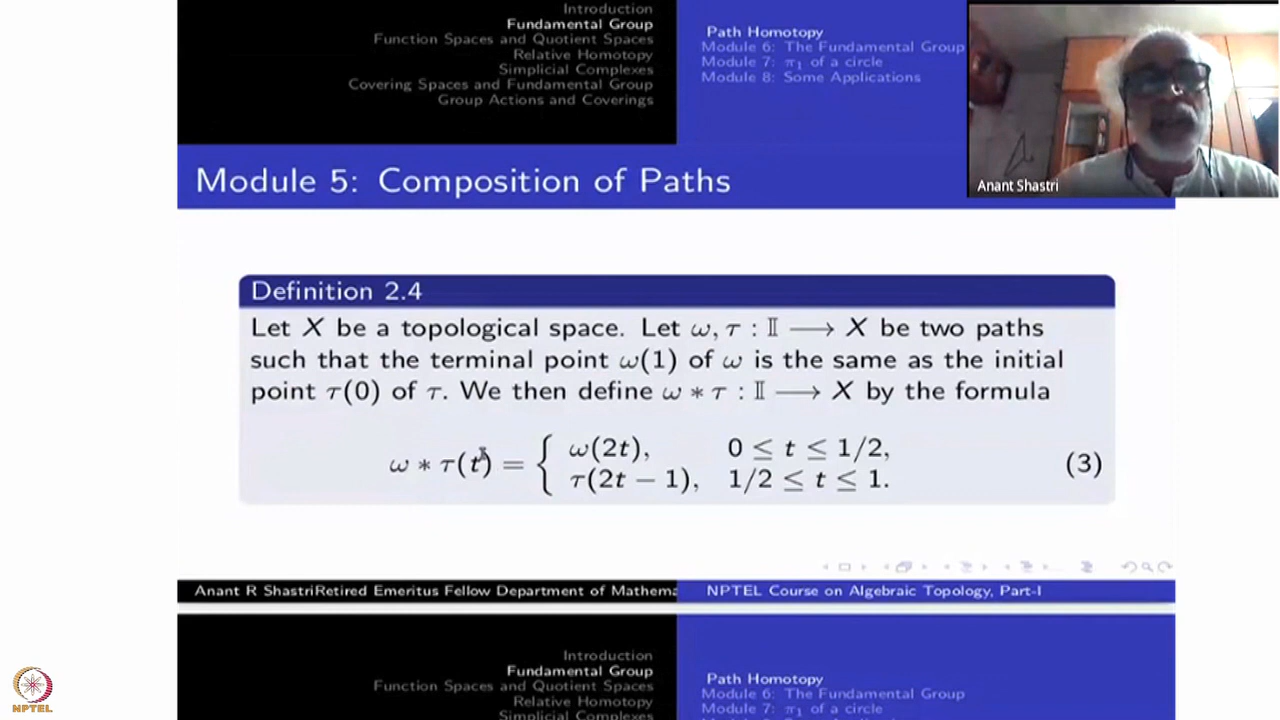 Introduction
Fundamental Group
Function Spaces and Quotient Spaces
Relative Homotopy
Simplicial Complexes
Covering Spaces and Fundamental Group
Group Actions and Coverings
Path Homotopy
Module 6: The Fundamental Group
Module 7: π₁ of a circle
Module 8: Some Applications
Anant Shastri
Module 5: Composition of Paths
Definition 2.4
Let X be a topological space. Let ω, τ : 𝕀 ⟶ X be two paths
such that the terminal point ω(1) of ω is the same as the initial
point τ(0) of τ. We then define ω ∗ τ : 𝕀 ⟶ X by the formula
ω ∗ τ(t) = { ω(2t), 0 ≤ t ≤ 1/2,
τ(2t − 1), 1/2 ≤ t ≤ 1.
(3)
Anant R ShastriRetired Emeritus Fellow Department of Mathema
NPTEL Course on Algebraic Topology, Part-I
Introduction
Fundamental Group
Function Spaces and Quotient Spaces
Relative Homotopy
Simplicial Complexes
Path Homotopy
Module 6: The Fundamental Group
Module 7: π₁ of a circle
NPTEL